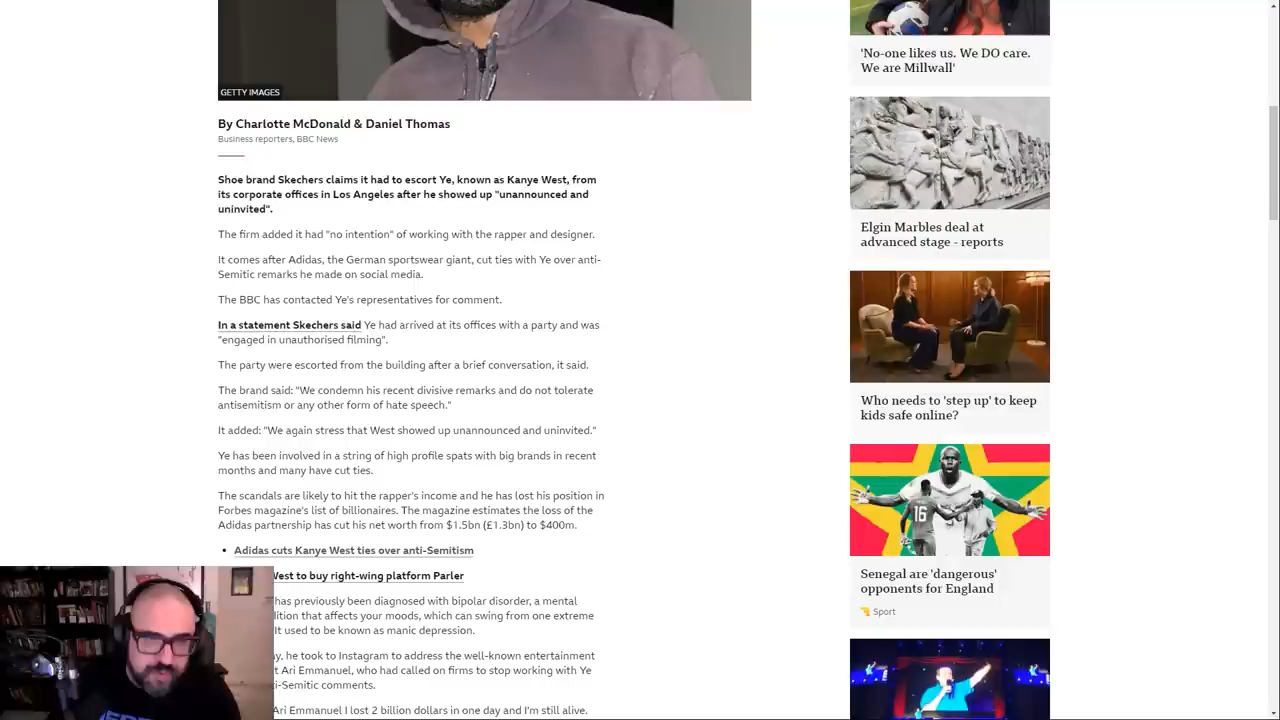 GETTY IMAGES
By Charlotte McDonald & Daniel Thomas
Business reporters, BBC News
Shoe brand Skechers claims it had to escort Ye, known as Kanye West, from
its corporate offices in Los Angeles after he showed up "unannounced and
uninvited".
The firm added it had "no intention" of working with the rapper and designer.
It comes after Adidas, the German sportswear giant, cut ties with Ye over anti-
Semitic remarks he made on social media.
The BBC has contacted Ye's representatives for comment.
In a statement Skechers said Ye had arrived at its offices with a party and was
"engaged in unauthorised filming".
The party were escorted from the building after a brief conversation, it said.
The brand said: "We condemn his recent divisive remarks and do not tolerate
antisemitism or any other form of hate speech."
It added: "We again stress that West showed up unannounced and uninvited."
Ye has been involved in a string of high profile spats with big brands in recent
months and many have cut ties.
The scandals are likely to hit the rapper's income and he has lost his position in
Forbes magazine's list of billionaires. The magazine estimates the loss of the
Adidas partnership has cut his net worth from $1.5bn (£1.3bn) to $400m.
• Adidas cuts Kanye West ties over anti-Semitism
West to buy right-wing platform Parler
has previously been diagnosed with bipolar disorder, a mental
dition that affects your moods, which can swing from one extreme
It used to be known as manic depression.
y, he took to Instagram to address the well-known entertainment
t Ari Emmanuel, who had called on firms to stop working with Ye
ti-Semitic comments.
Ari Emmanuel I lost 2 billion dollars in one day and I'm still alive.
'No-one likes us. We DO care.
We are Millwall'
Elgin Marbles deal at
advanced stage - reports
Who needs to 'step up' to keep
kids safe online?
16
Senegal are 'dangerous'
opponents for England
Sport